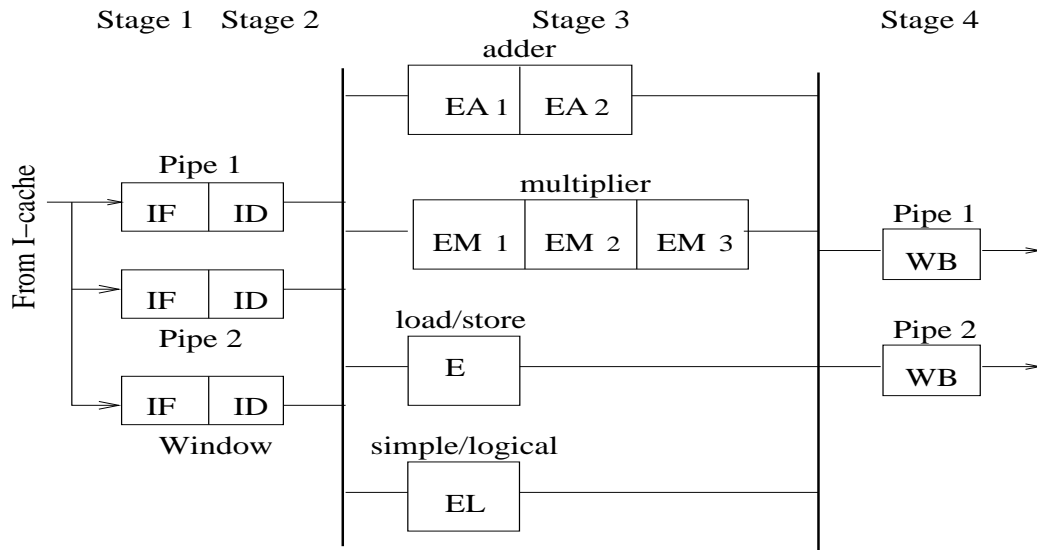 Stage 1 Stage 2 Stage 3 Stage 4
adder
EA 1 EA 2
Pipe 1
IF ID
multiplier
EM 1 EM 2 EM 3
Pipe 1
WB
From I-cache
IF ID
Pipe 2
load/store
E
Pipe 2
WB
IF ID
Window
simple/logical
EL